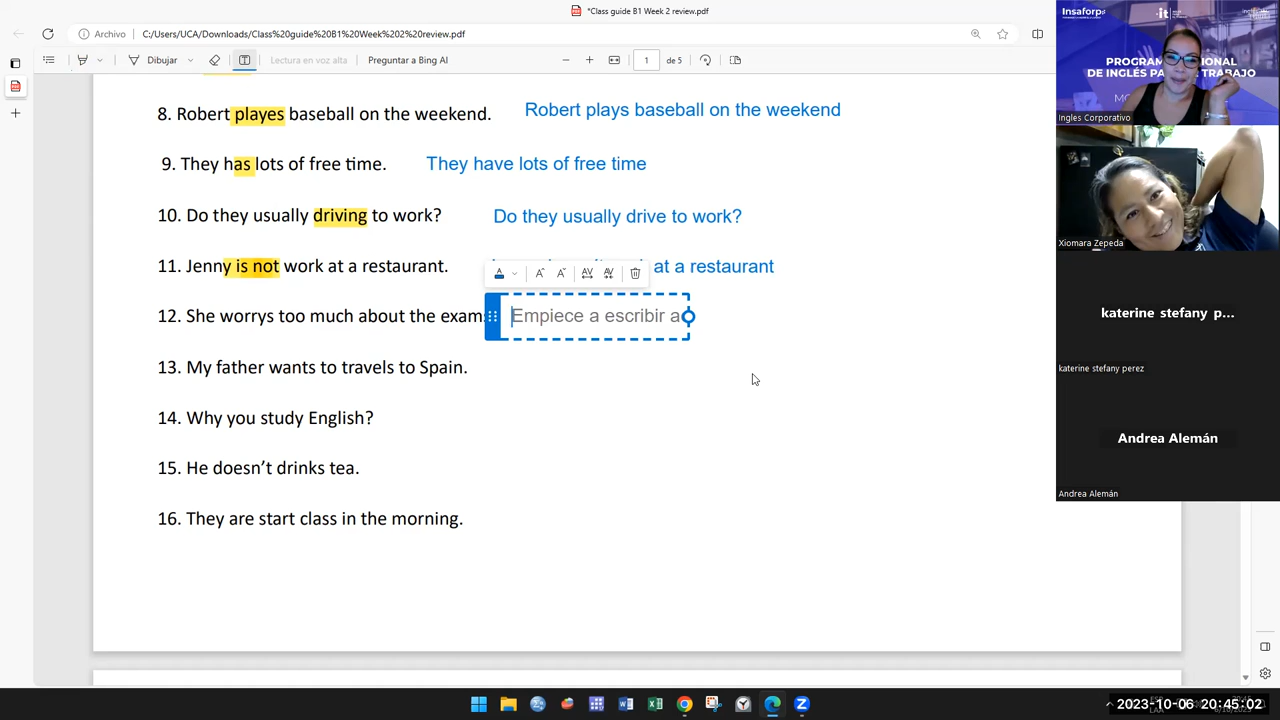 *Class guide B1 Week 2 review.pdf
Archivo
C:/Users/UCA/Downloads/Class%20guide%20B1%20Week%202%20review.pdf
Dibujar
Lectura en voz alta
Preguntar a Bing AI
1
de 5
8. Robert playes baseball on the weekend.
Robert plays baseball on the weekend
9. They has lots of free time.
They have lots of free time
10. Do they usually driving to work?
Do they usually drive to work?
11. Jenny is not work at a restaurant.
at a restaurant
12. She worrys too much about the exam
Empiece a escribir a
13. My father wants to travels to Spain.
14. Why you study English?
15. He doesn't drinks tea.
16. They are start class in the morning.
Insaforp
.it
PROGRAM
IONAL
DE INGLÉS PA
TRABAJO
Ingles Corporativo
Xiomara Zepeda
katerine stefany p...
katerine stefany perez
Andrea Alemán
Andrea Alemán
2023-10-06 20:45:02